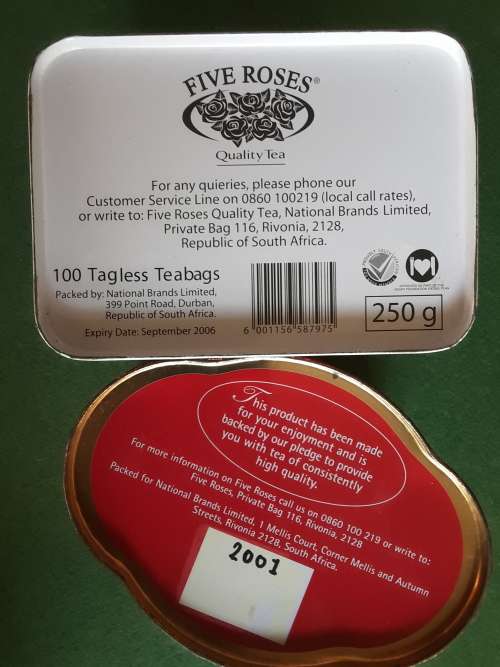 FIVE ROSES®
Quality Tea
For any quieries, please phone our
Customer Service Line on 0860 100219 (local call rates),
or write to: Five Roses Quality Tea, National Brands Limited,
Private Bag 116, Rivonia, 2128,
Republic of South Africa.
100 Tagless Teabags
Packed by: National Brands Limited,
399 Point Road, Durban,
Republic of South Africa.
Expiry Date: September 2006
6 001156 587975
250 g
This product has been made
for your enjoyment and is
backed by our pledge to provide
you with tea of consistently
high quality.
For more information on Five Roses call us on 0860 100 219 or write to:
Five Roses, Private Bag 116, Rivonia, 2128
Packed for National Brands Limited, 1 Mellis Court, Corner Mellis and Autumn
Streets, Rivonia 2128, South Africa.
2001